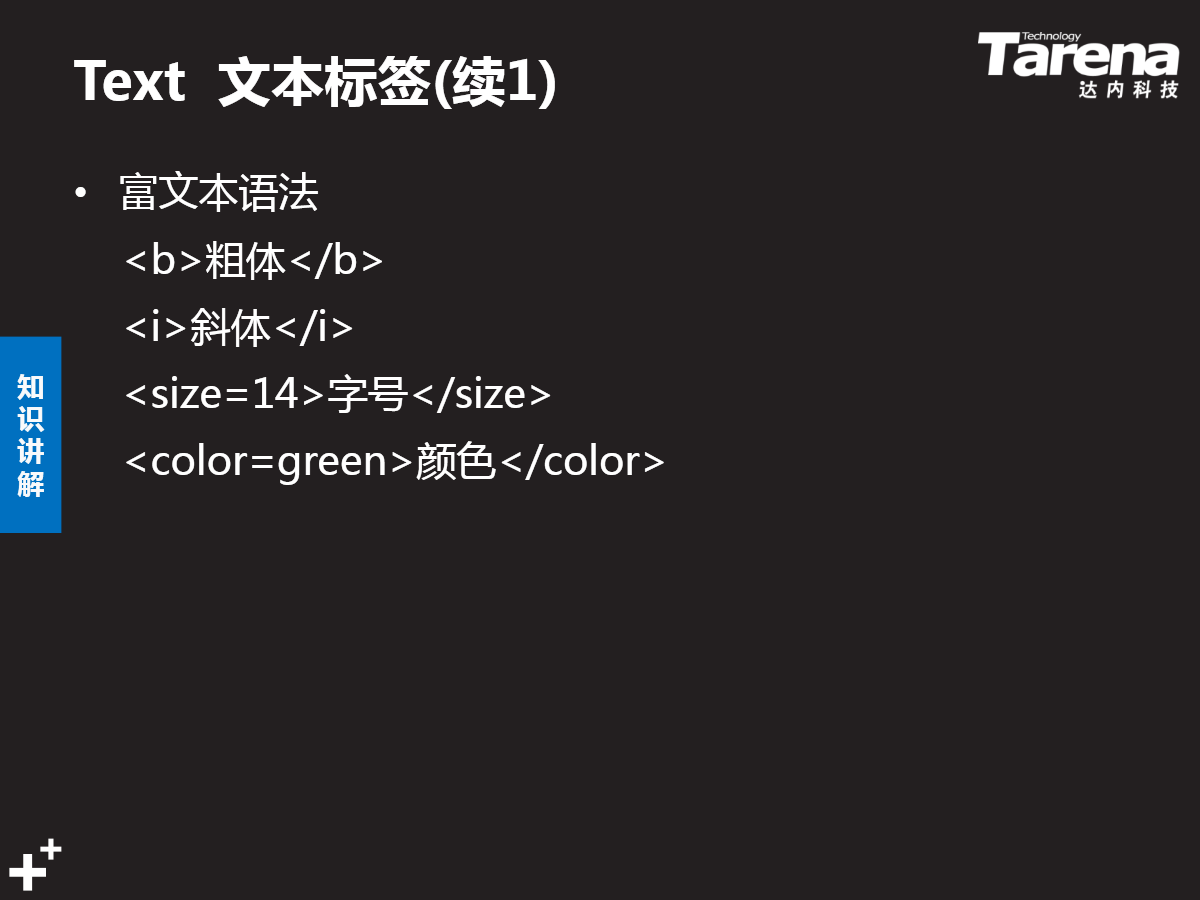 Technology
Tarena
达内科技
Text 文本标签(续1)
• 富文本语法
<b>粗体</b>
<i>斜体</i>
<size=14>字号</size>
<color=green>颜色</color>
知识讲解